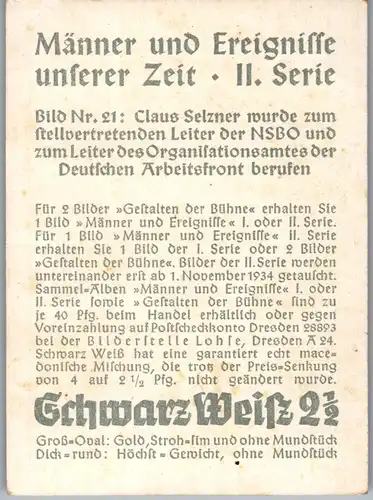 Männer und Ereignisse
unserer Zeit · II. Serie
Bild Nr. 21: Claus Selzner wurde zum
stellvertretenden Leiter der NSBO und
zum Leiter des Organisationsamtes der
Deutschen Arbeitsfront berufen
Für 2 Bilder »Gestalten der Bühne« erhalten Sie
1 Bild »Männer und Ereignisse« I. oder II. Serie.
Für 1 Bild »Männer und Ereignisse« II. Serie
erhalten Sie 1 Bild der I. Serie oder 2 Bilder
»Gestalten der Bühne«. Bilder der II. Serie werden
untereinander erst ab 1. November 1934 getauscht.
Sammel-Alben »Männer und Ereignisse« I. oder
II. Serie sowie »Gestalten der Bühne« sind zu
je 40 Pfg. beim Handel erhältlich oder gegen
Voreinzahlung auf Postscheckkonto Dresden 28893
bei der Bilderstelle Lohse, Dresden A 24.
Schwarz Weiß hat eine garantiert echt mace-
donische Mischung, die trotz der Preis-Senkung
von 4 auf 2 1/2 Pfg. nicht geändert wurde.
Schwarz Weiß 2½
Groß=Oval: Gold, Stroh=sim und ohne Mundstück
Dick=rund: Höchst=Gewicht, ohne Mundstück